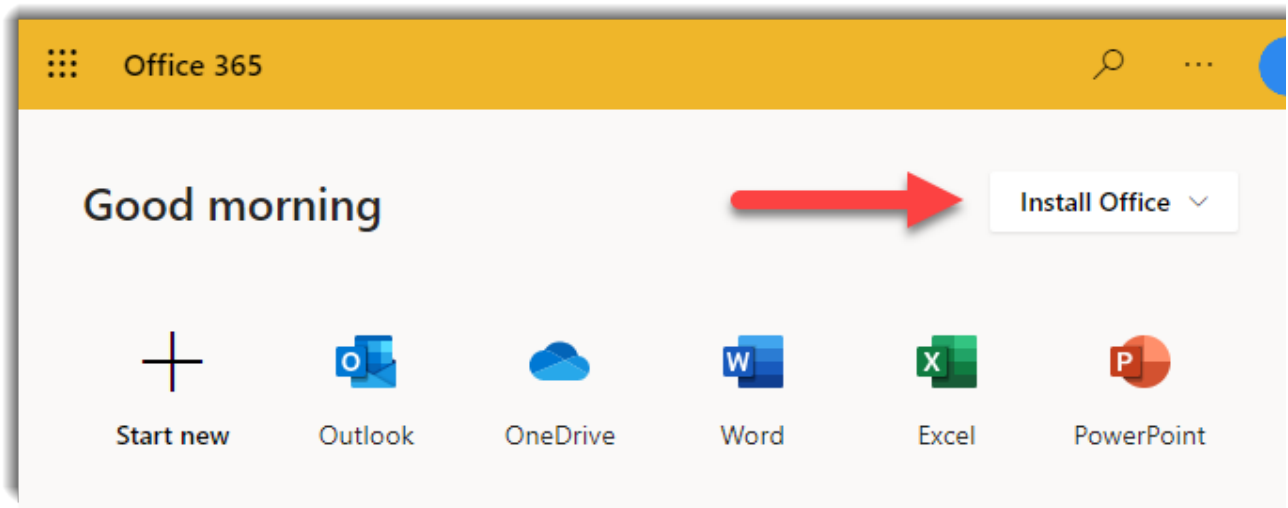 Office 365
Good morning
Install Office
O
W
X
P
Start new Outlook OneDrive Word Excel PowerPoint